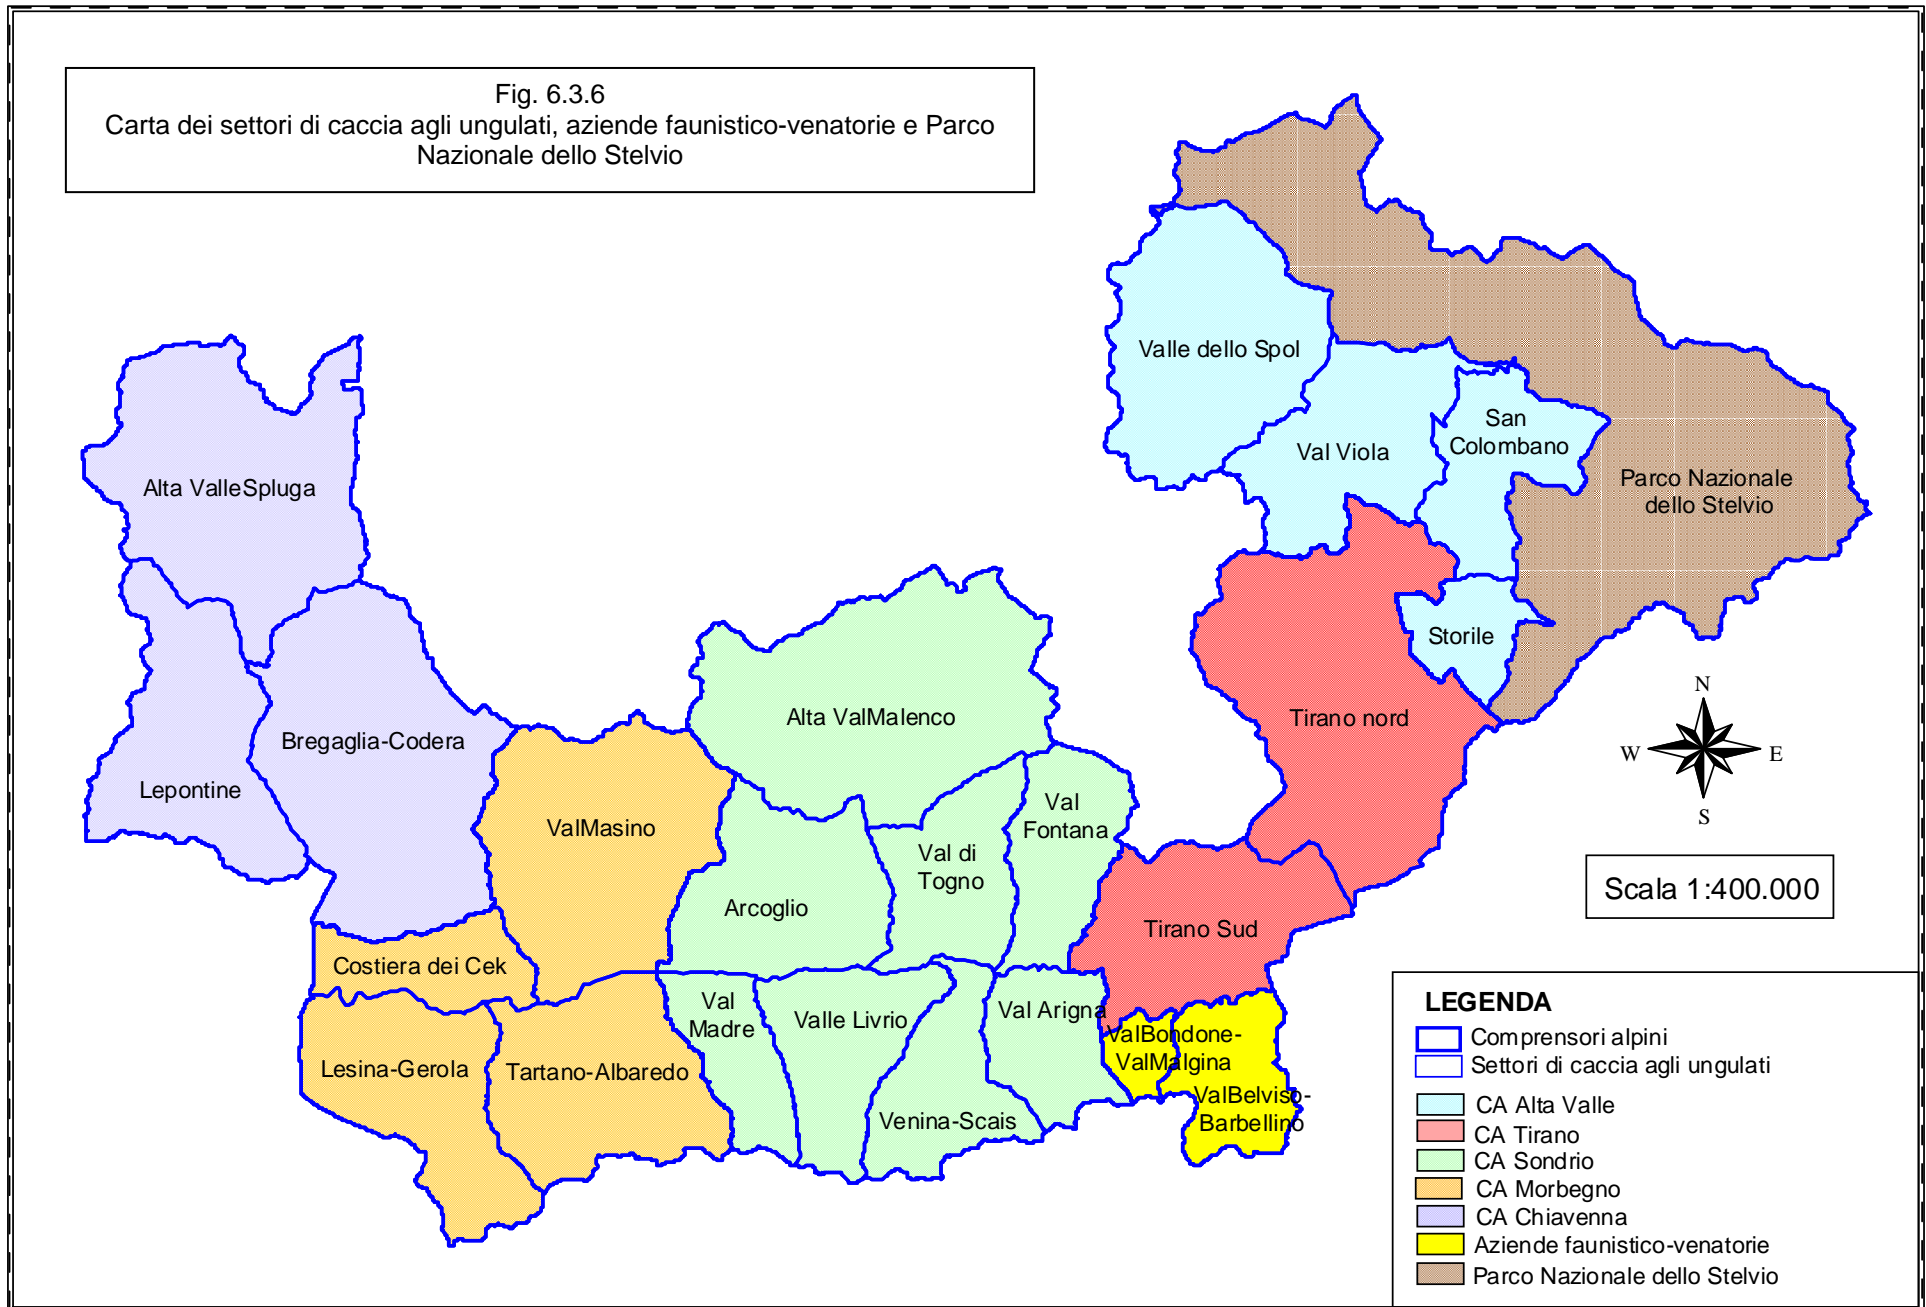 Fig. 6.3.6
Carta dei settori di caccia agli ungulati, aziende faunistico-venatorie e Parco
Nazionale dello Stelvio
Valle dello Spol
San
Colombano
Val Viola
Parco Nazionale
dello Stelvio
Alta ValleSpluga
Storile
Tirano nord
Alta ValMalenco
Bregaglia-Codera
Lepontine
ValMasino
Val
Fontana
Val di
Togno
Arcoglio
Tirano Sud
Costiera dei Cek
Val
Madre
Valle Livrio
Val Arigna
ValBondone-
ValMalgina
Lesina-Gerola
Tartano-Albaredo
ValBelviso-
Barbellino
Venina-Scais
N
W
E
S
Scala 1:400.000
LEGENDA
Comprensori alpini
Settori di caccia agli ungulati
CA Alta Valle
CA Tirano
CA Sondrio
CA Morbegno
CA Chiavenna
Aziende faunistico-venatorie
Parco Nazionale dello Stelvio